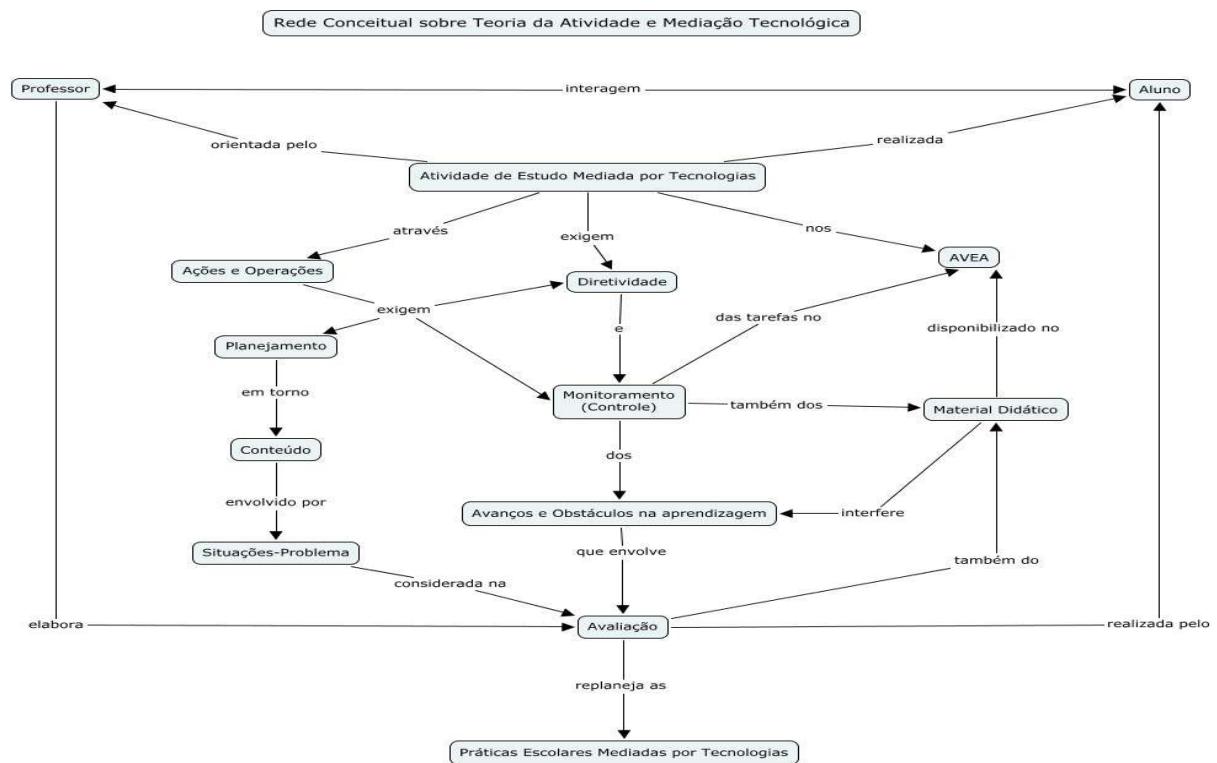 Rede Conceitual sobre Teoria da Atividade e Mediação Tecnológica
Professor
interagem
Aluno
orientada pelo
realizada
Atividade de Estudo Mediada por Tecnologias
através
exigem
nos
Ações e Operações
Diretividade
AVEA
exigem
e
das tarefas no
disponibilizado no
Planejamento
em torno
Monitoramento
(Controle)
também dos
Material Didático
Conteúdo
dos
envolvido por
Avanços e Obstáculos na aprendizagem
interfere
Situações-Problema
que envolve
considerada na
também do
elabora
Avaliação
realizada pelo
replaneja as
Práticas Escolares Mediadas por Tecnologias